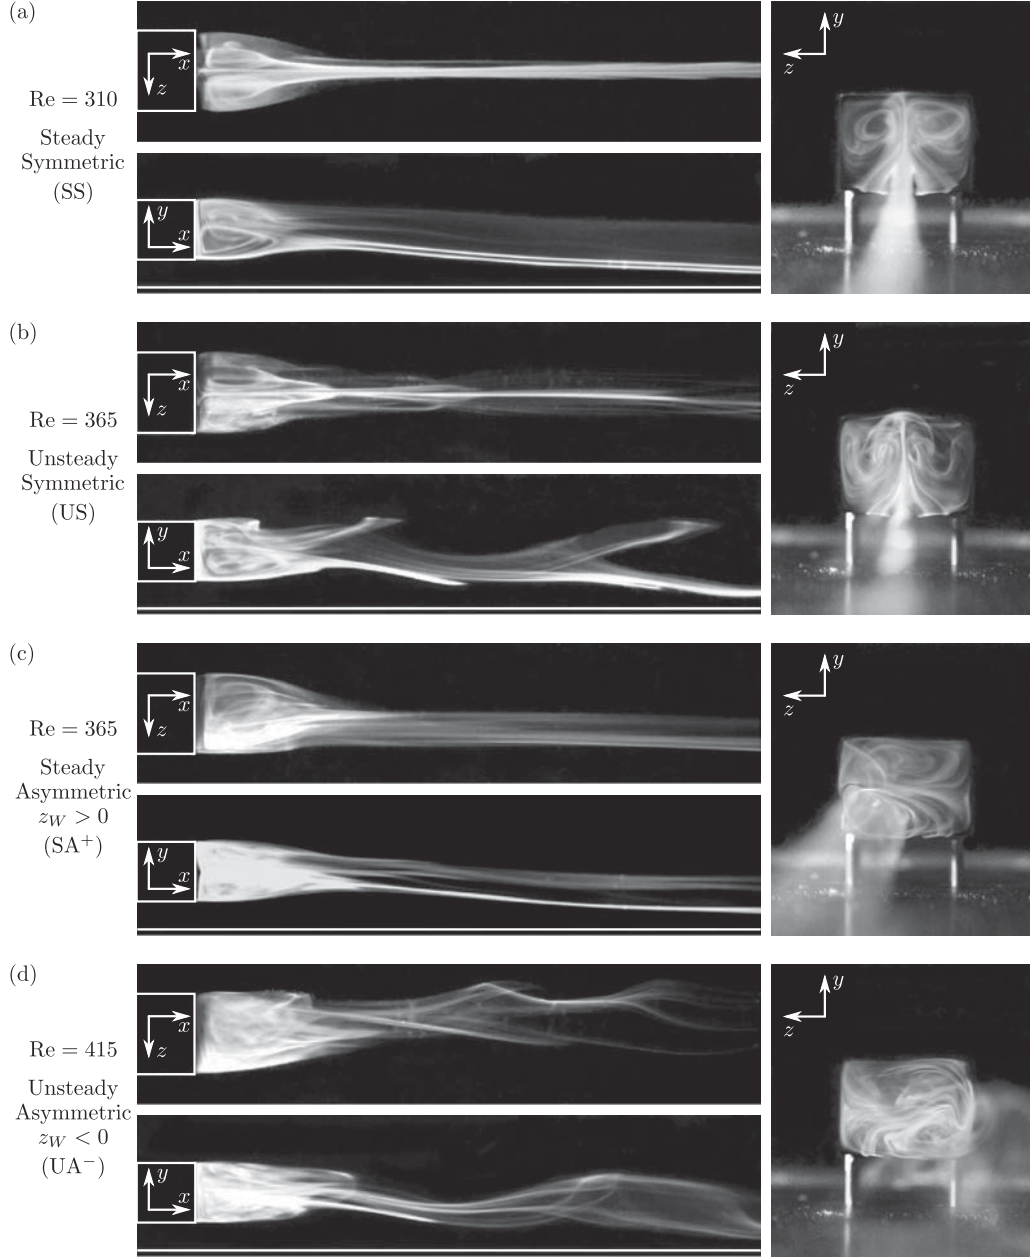 (a)
x
z
Re = 310
Steady
Symmetric
(SS)
y
x
y
z
(b)
x
z
Re = 365
Unsteady
Symmetric
(US)
y
x
y
z
(c)
x
z
Re = 365
Steady
Asymmetric
z_W > 0
(SA⁺)
y
x
y
z
(d)
x
z
Re = 415
Unsteady
Asymmetric
z_W < 0
(UA⁻)
y
x
y
z